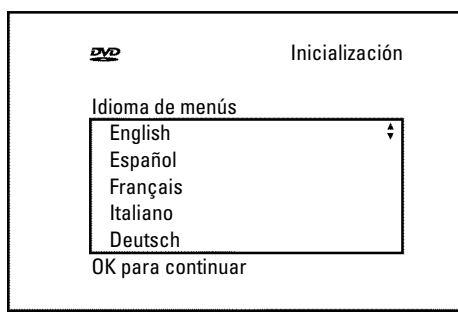 DVD
Inicialización
Idioma de menús
English
Español
Français
Italiano
Deutsch
OK para continuar